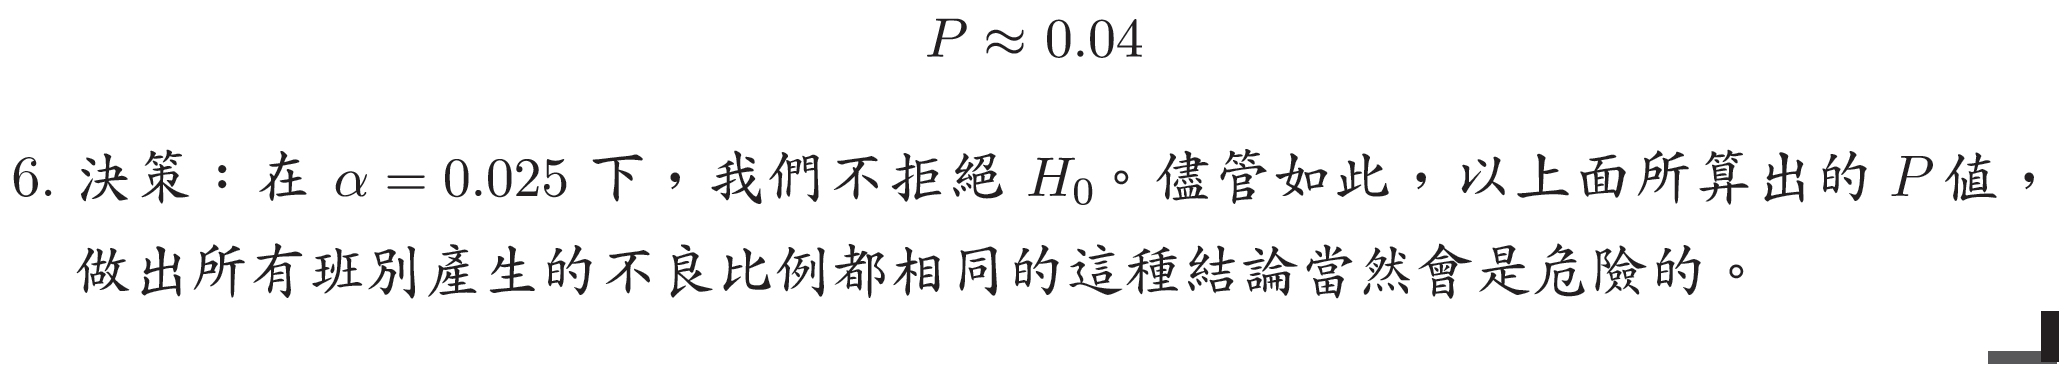 P ≈ 0.04
6. 決策：在 α = 0.025 下，我們不拒絕 H₀。儘管如此，以上面所算出的 P 值，
做出所有班別產生的不良比例都相同的這種結論當然會是危險的。